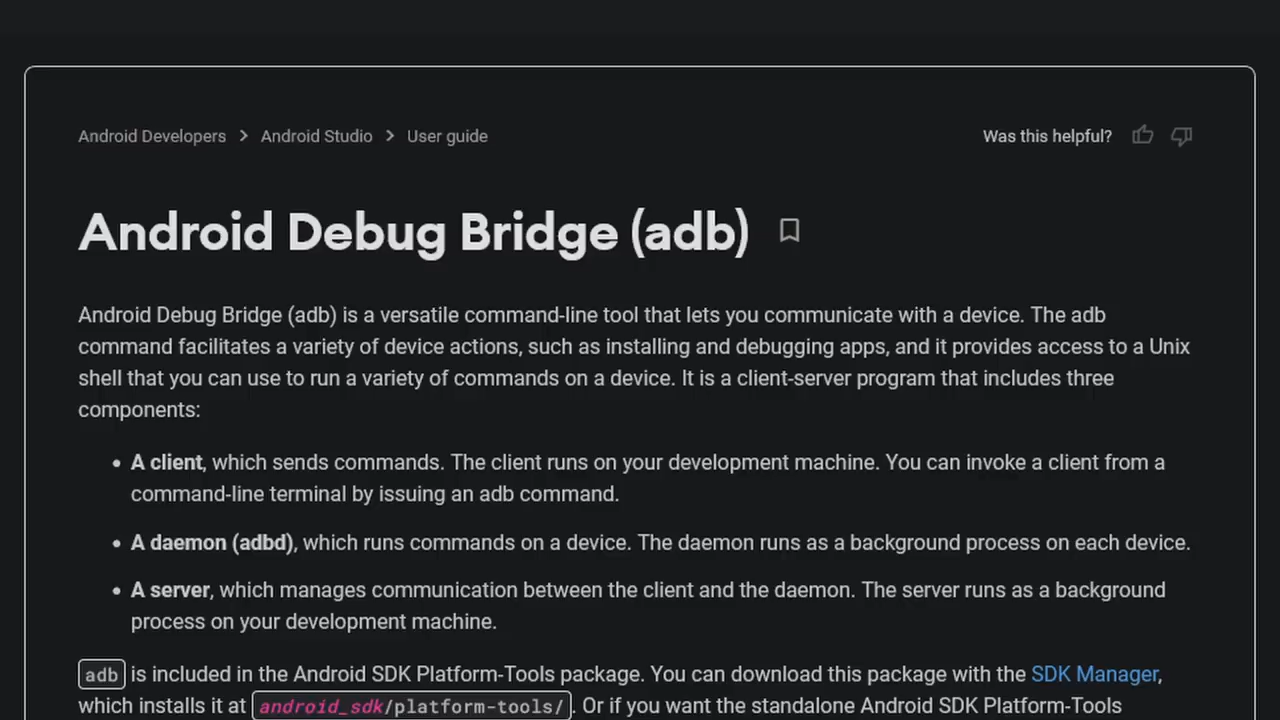 Android Developers > Android Studio > User guide
Was this helpful?
Android Debug Bridge (adb)
Android Debug Bridge (adb) is a versatile command-line tool that lets you communicate with a device. The adb
command facilitates a variety of device actions, such as installing and debugging apps, and it provides access to a Unix
shell that you can use to run a variety of commands on a device. It is a client-server program that includes three
components:
• A client, which sends commands. The client runs on your development machine. You can invoke a client from a
command-line terminal by issuing an adb command.
• A daemon (adbd), which runs commands on a device. The daemon runs as a background process on each device.
• A server, which manages communication between the client and the daemon. The server runs as a background
process on your development machine.
adb is included in the Android SDK Platform-Tools package. You can download this package with the SDK Manager,
which installs it at android_sdk/platform-tools/. Or if you want the standalone Android SDK Platform-Tools